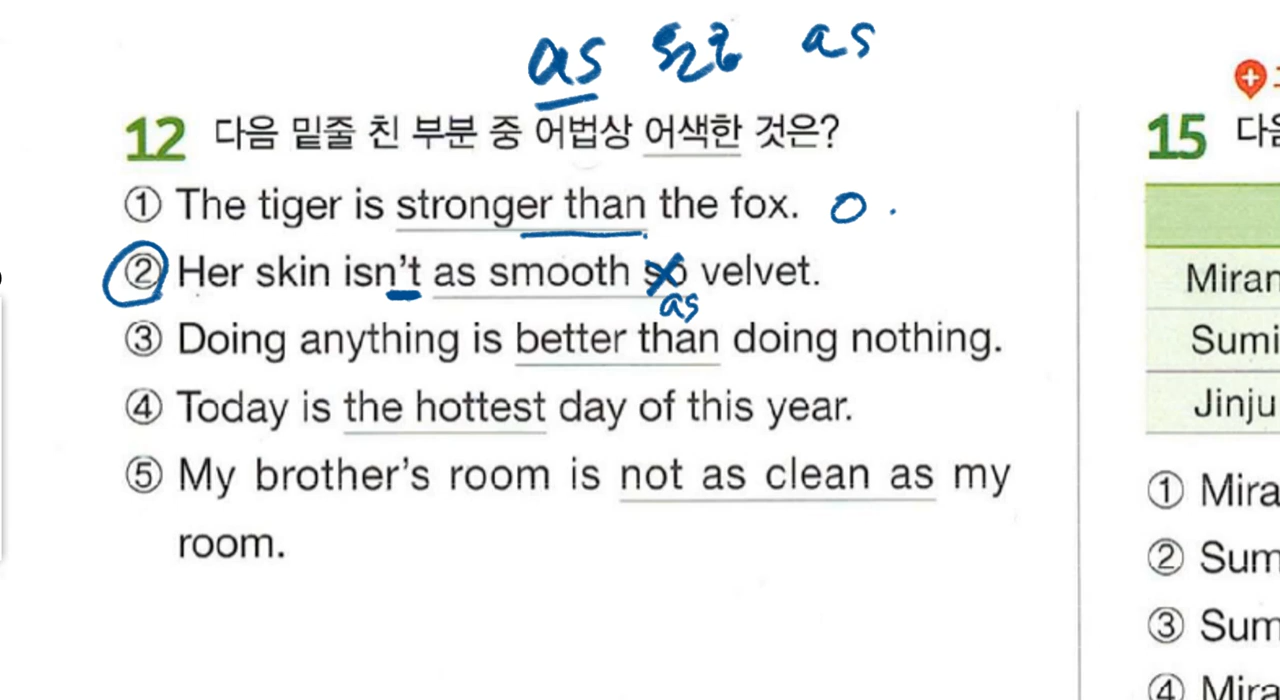 as 원급 as
12 다음 밑줄 친 부분 중 어법상 어색한 것은?
① The tiger is stronger than the fox. O
② Her skin isn't as smooth so velvet.
as
③ Doing anything is better than doing nothing.
④ Today is the hottest day of this year.
⑤ My brother's room is not as clean as my
room.
15 다음
Miran
Sumi
Jinju
① Mira
② Sum
③ Sum
④ Mira